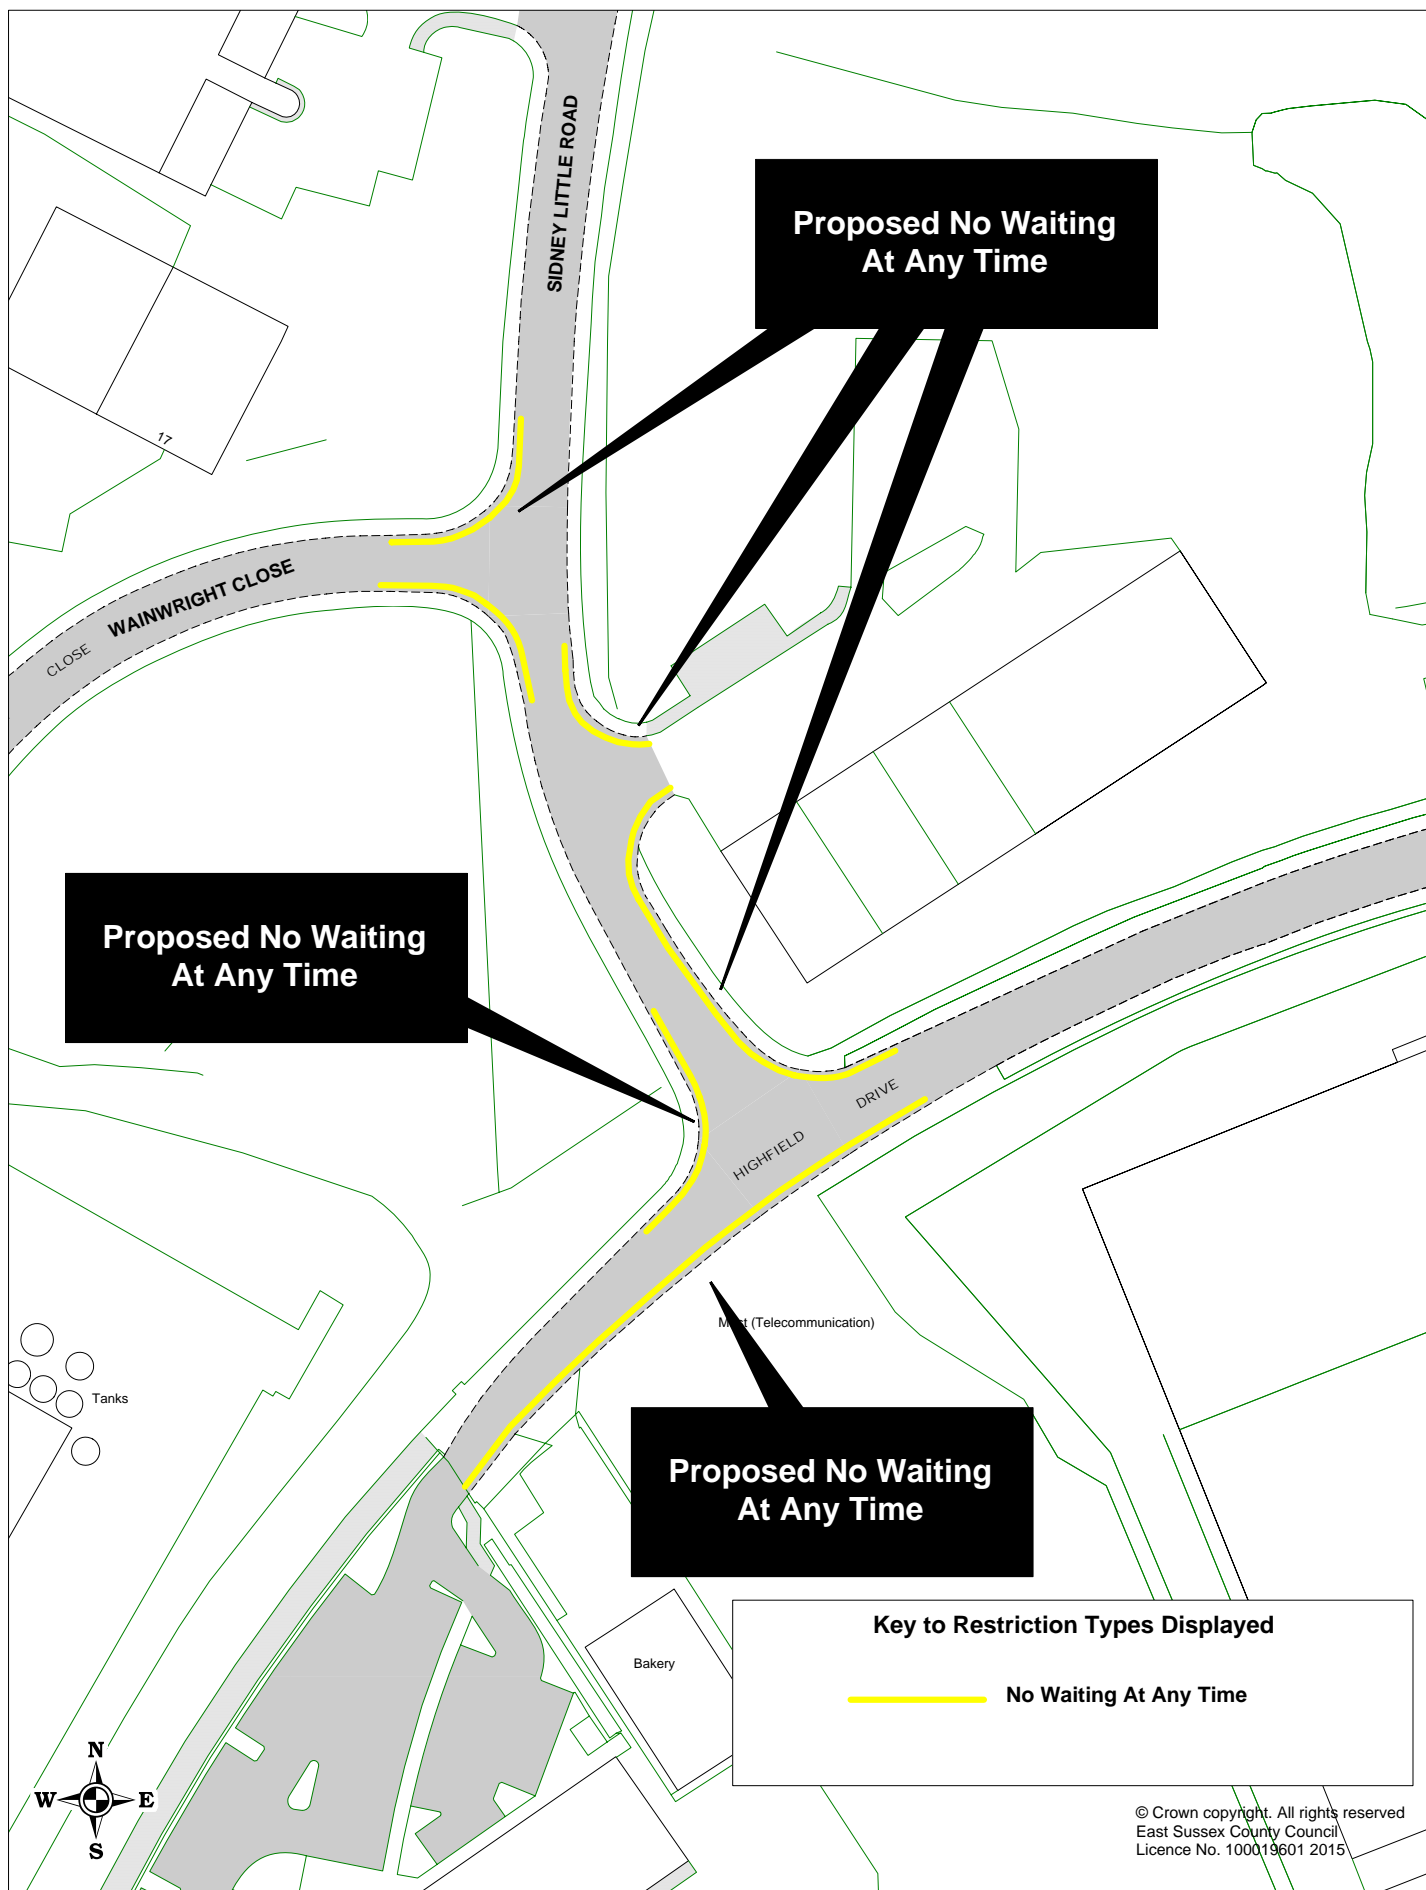 SIDNEY LITTLE ROAD
Proposed No Waiting
At Any Time
17
WAINWRIGHT CLOSE
CLOSE
Proposed No Waiting
At Any Time
DRIVE
HIGHFIELD
(Telecommunication)
Tanks
Proposed No Waiting
At Any Time
Bakery
Key to Restriction Types Displayed
No Waiting At Any Time
N
W E
S
© Crown copyright. All rights reserved
East Sussex County Council
Licence No. 100019601 2015